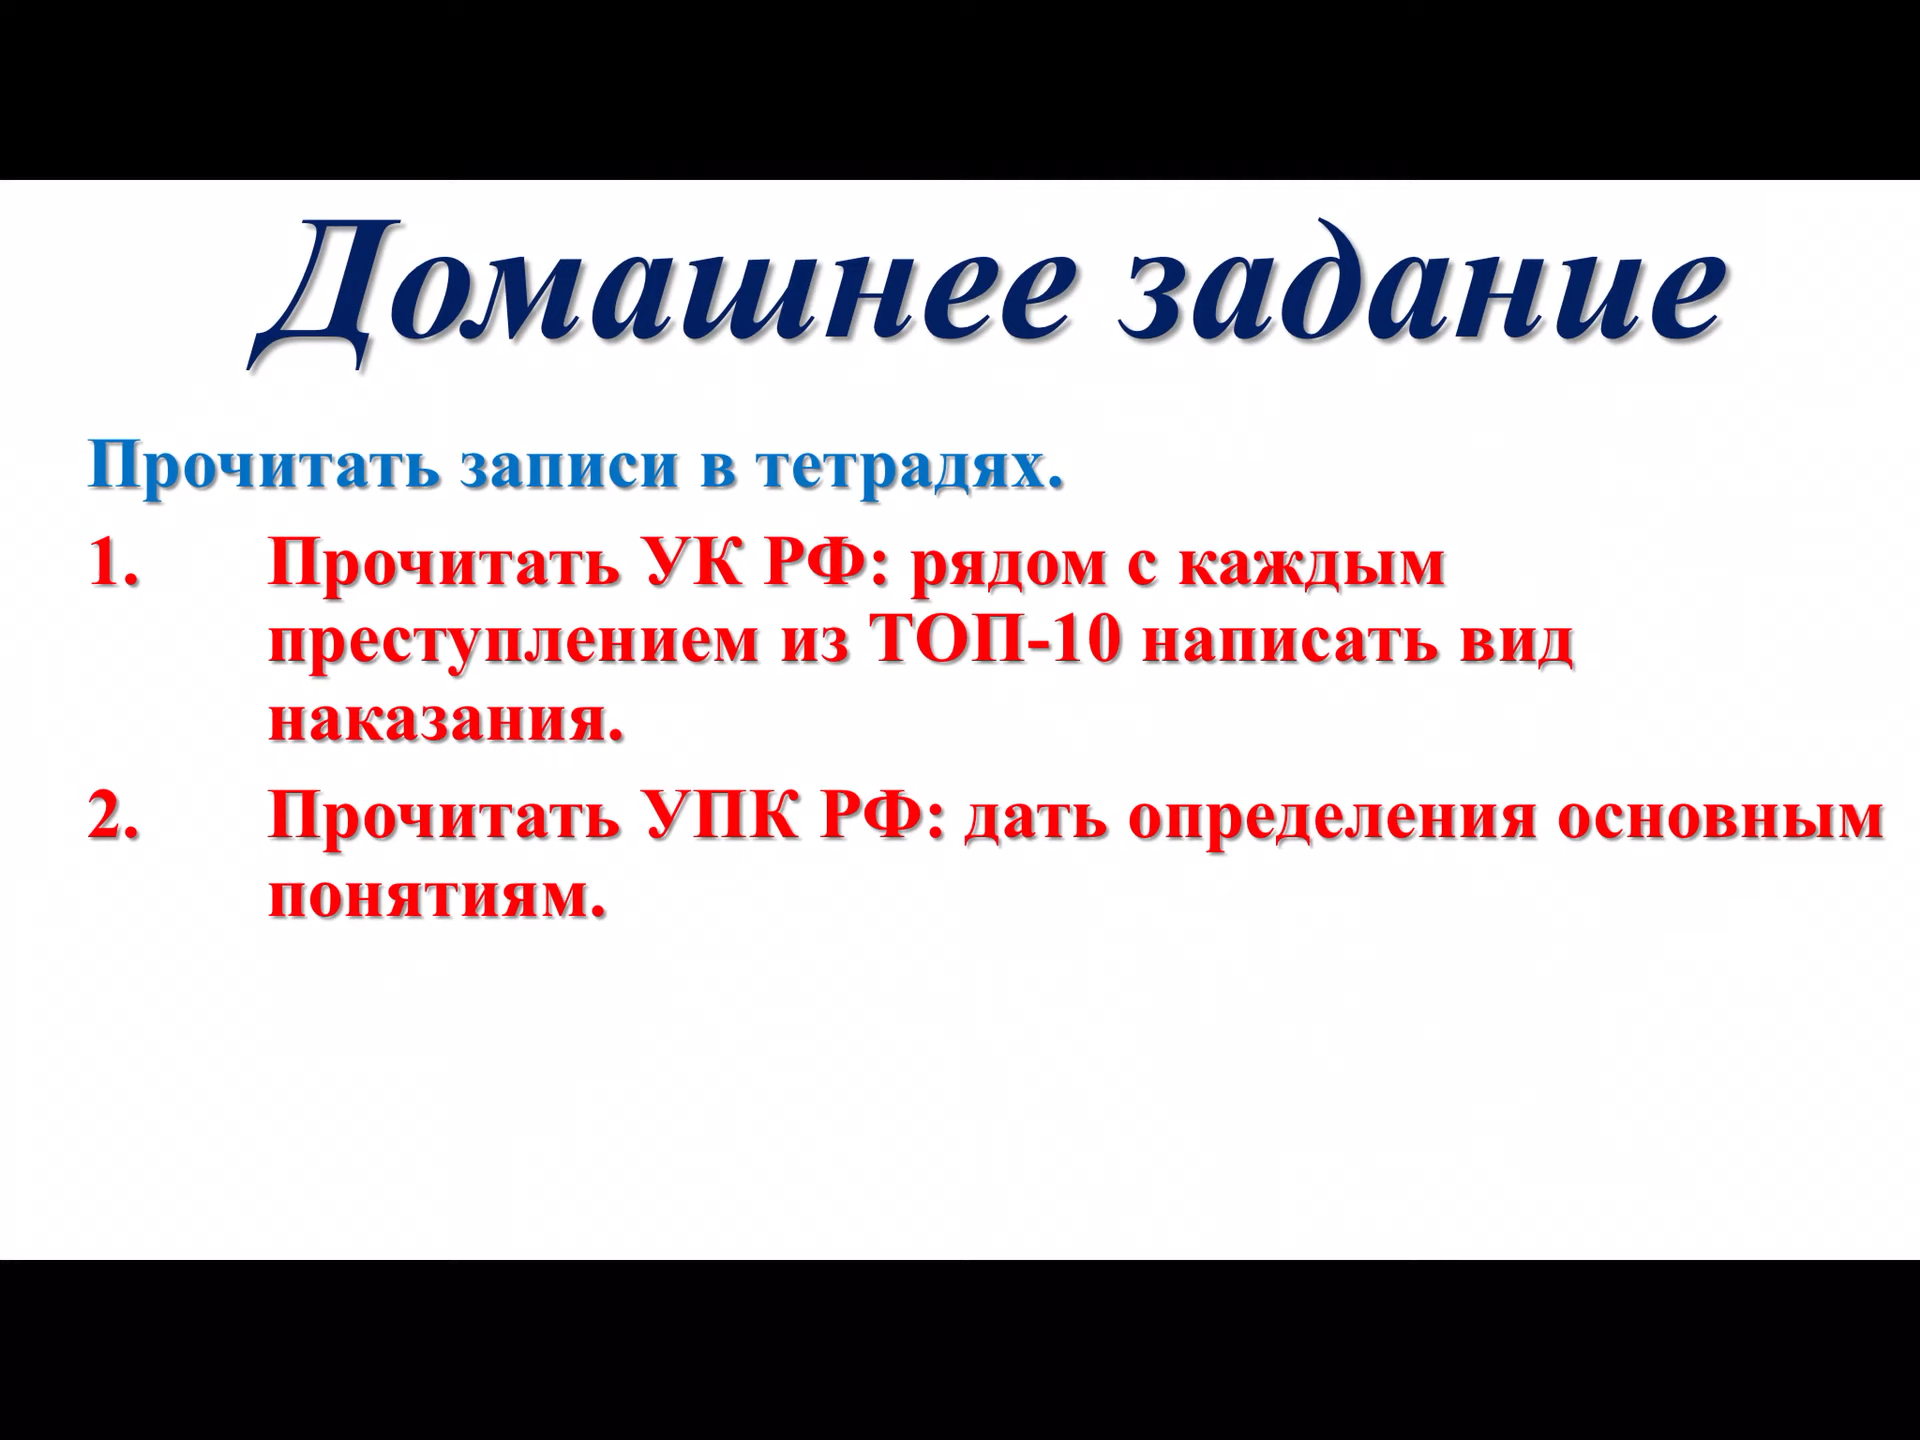 Домашнее задание
Прочитать записи в тетрадях.
1. Прочитать УК РФ: рядом с каждым
преступлением из ТОП-10 написать вид
наказания.
2. Прочитать УПК РФ: дать определения основным
понятиям.